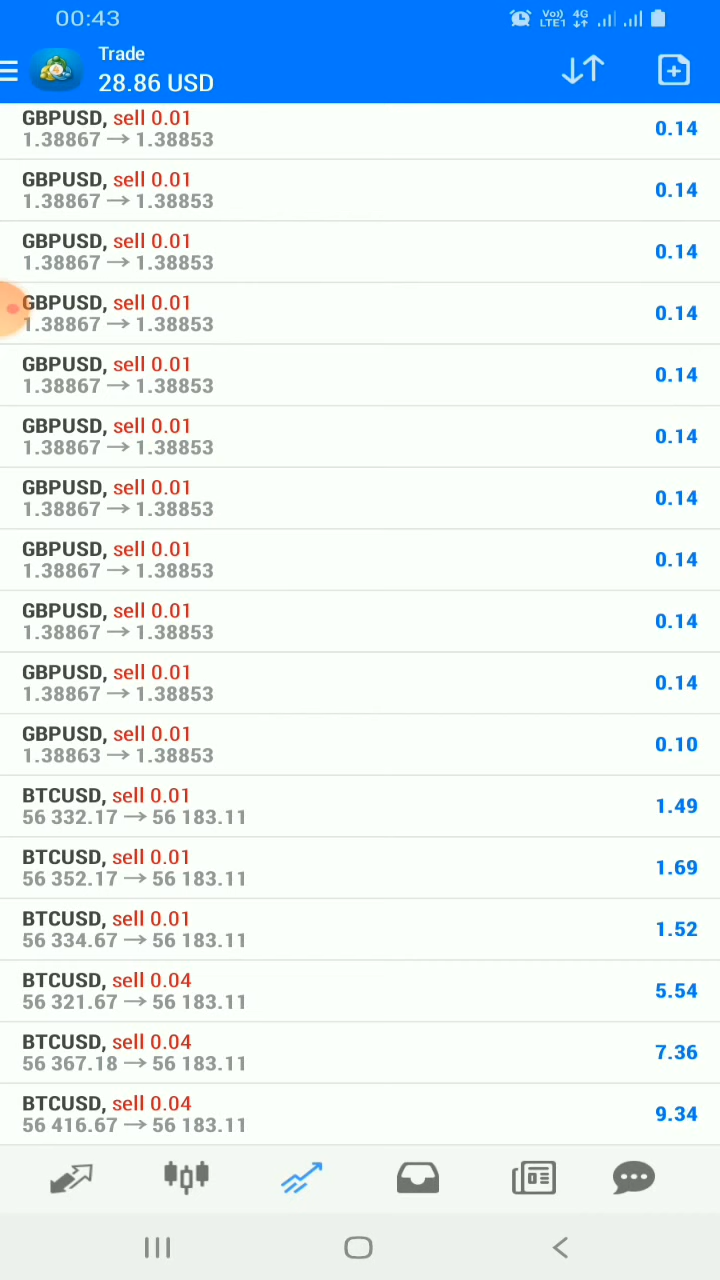 00:43
Vo)) 4G
LTE1
Trade
28.86 USD
GBPUSD, sell 0.01
1.38867 → 1.38853
0.14
GBPUSD, sell 0.01
1.38867 → 1.38853
0.14
GBPUSD, sell 0.01
1.38867 → 1.38853
0.14
GBPUSD, sell 0.01
1.38867 → 1.38853
0.14
GBPUSD, sell 0.01
1.38867 → 1.38853
0.14
GBPUSD, sell 0.01
1.38867 → 1.38853
0.14
GBPUSD, sell 0.01
1.38867 → 1.38853
0.14
GBPUSD, sell 0.01
1.38867 → 1.38853
0.14
GBPUSD, sell 0.01
1.38867 → 1.38853
0.14
GBPUSD, sell 0.01
1.38867 → 1.38853
0.14
GBPUSD, sell 0.01
1.38863 → 1.38853
0.10
BTCUSD, sell 0.01
56 332.17 → 56 183.11
1.49
BTCUSD, sell 0.01
56 352.17 → 56 183.11
1.69
BTCUSD, sell 0.01
56 334.67 → 56 183.11
1.52
BTCUSD, sell 0.04
56 321.67 → 56 183.11
5.54
BTCUSD, sell 0.04
56 367.18 → 56 183.11
7.36
BTCUSD, sell 0.04
56 416.67 → 56 183.11
9.34